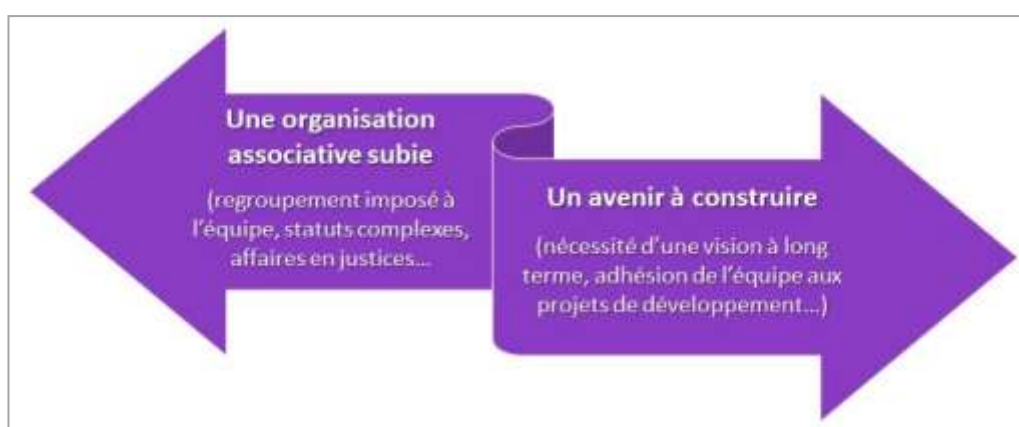 Une organisation
associative subie
(regroupement imposé à
l'équipe, statuts complexes,
affaires en justices...
Un avenir à construire
(nécessité d'une vision à long
terme, adhésion de l'équipe aux
projets de développement...)